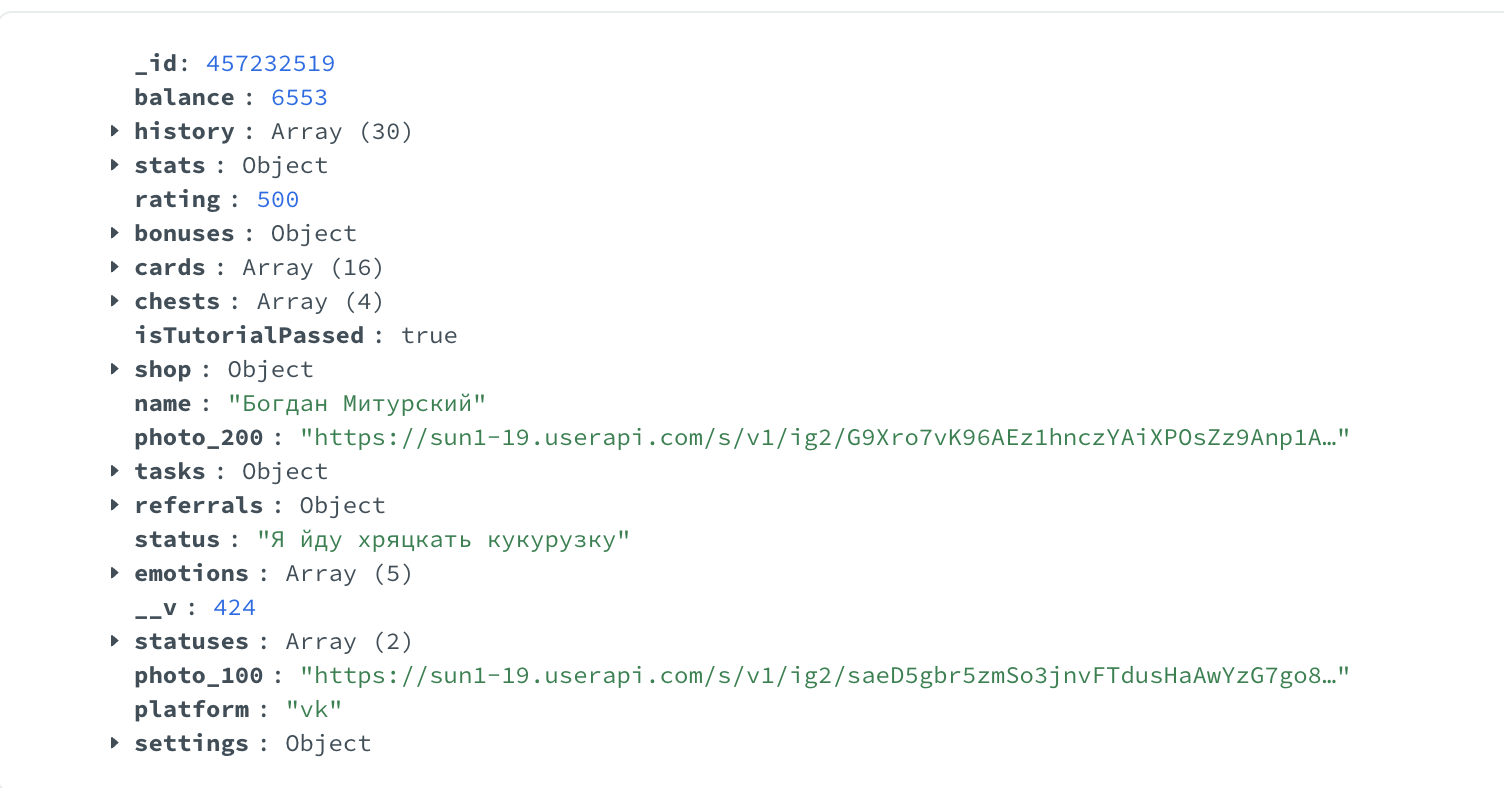 _id: 457232519
balance : 6553
history : Array (30)
stats : Object
rating : 500
bonuses : Object
cards : Array (16)
chests : Array (4)
isTutorialPassed : true
shop : Object
name : "Богдан Митурский"
photo_200 : "https://sun1-19.userapi.com/s/v1/ig2/G9Xro7vK96AEz1hnczYAiXPOsZz9Anp1A…"
tasks : Object
referrals : Object
status : "Я йду хряцкать кукурузку"
emotions : Array (5)
__v : 424
statuses : Array (2)
photo_100 : "https://sun1-19.userapi.com/s/v1/ig2/saeD5gbr5zmSo3jnvFTdusHaAwYzG7go8…"
platform : "vk"
settings : Object